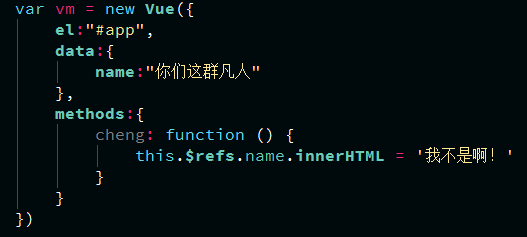 var vm = new Vue({
    el:"#app",
    data:{
        name:"你们这群凡人"
    },
    methods:{
        cheng: function () {
            this.$refs.name.innerHTML = '我不是啊！'
        }
    }
})